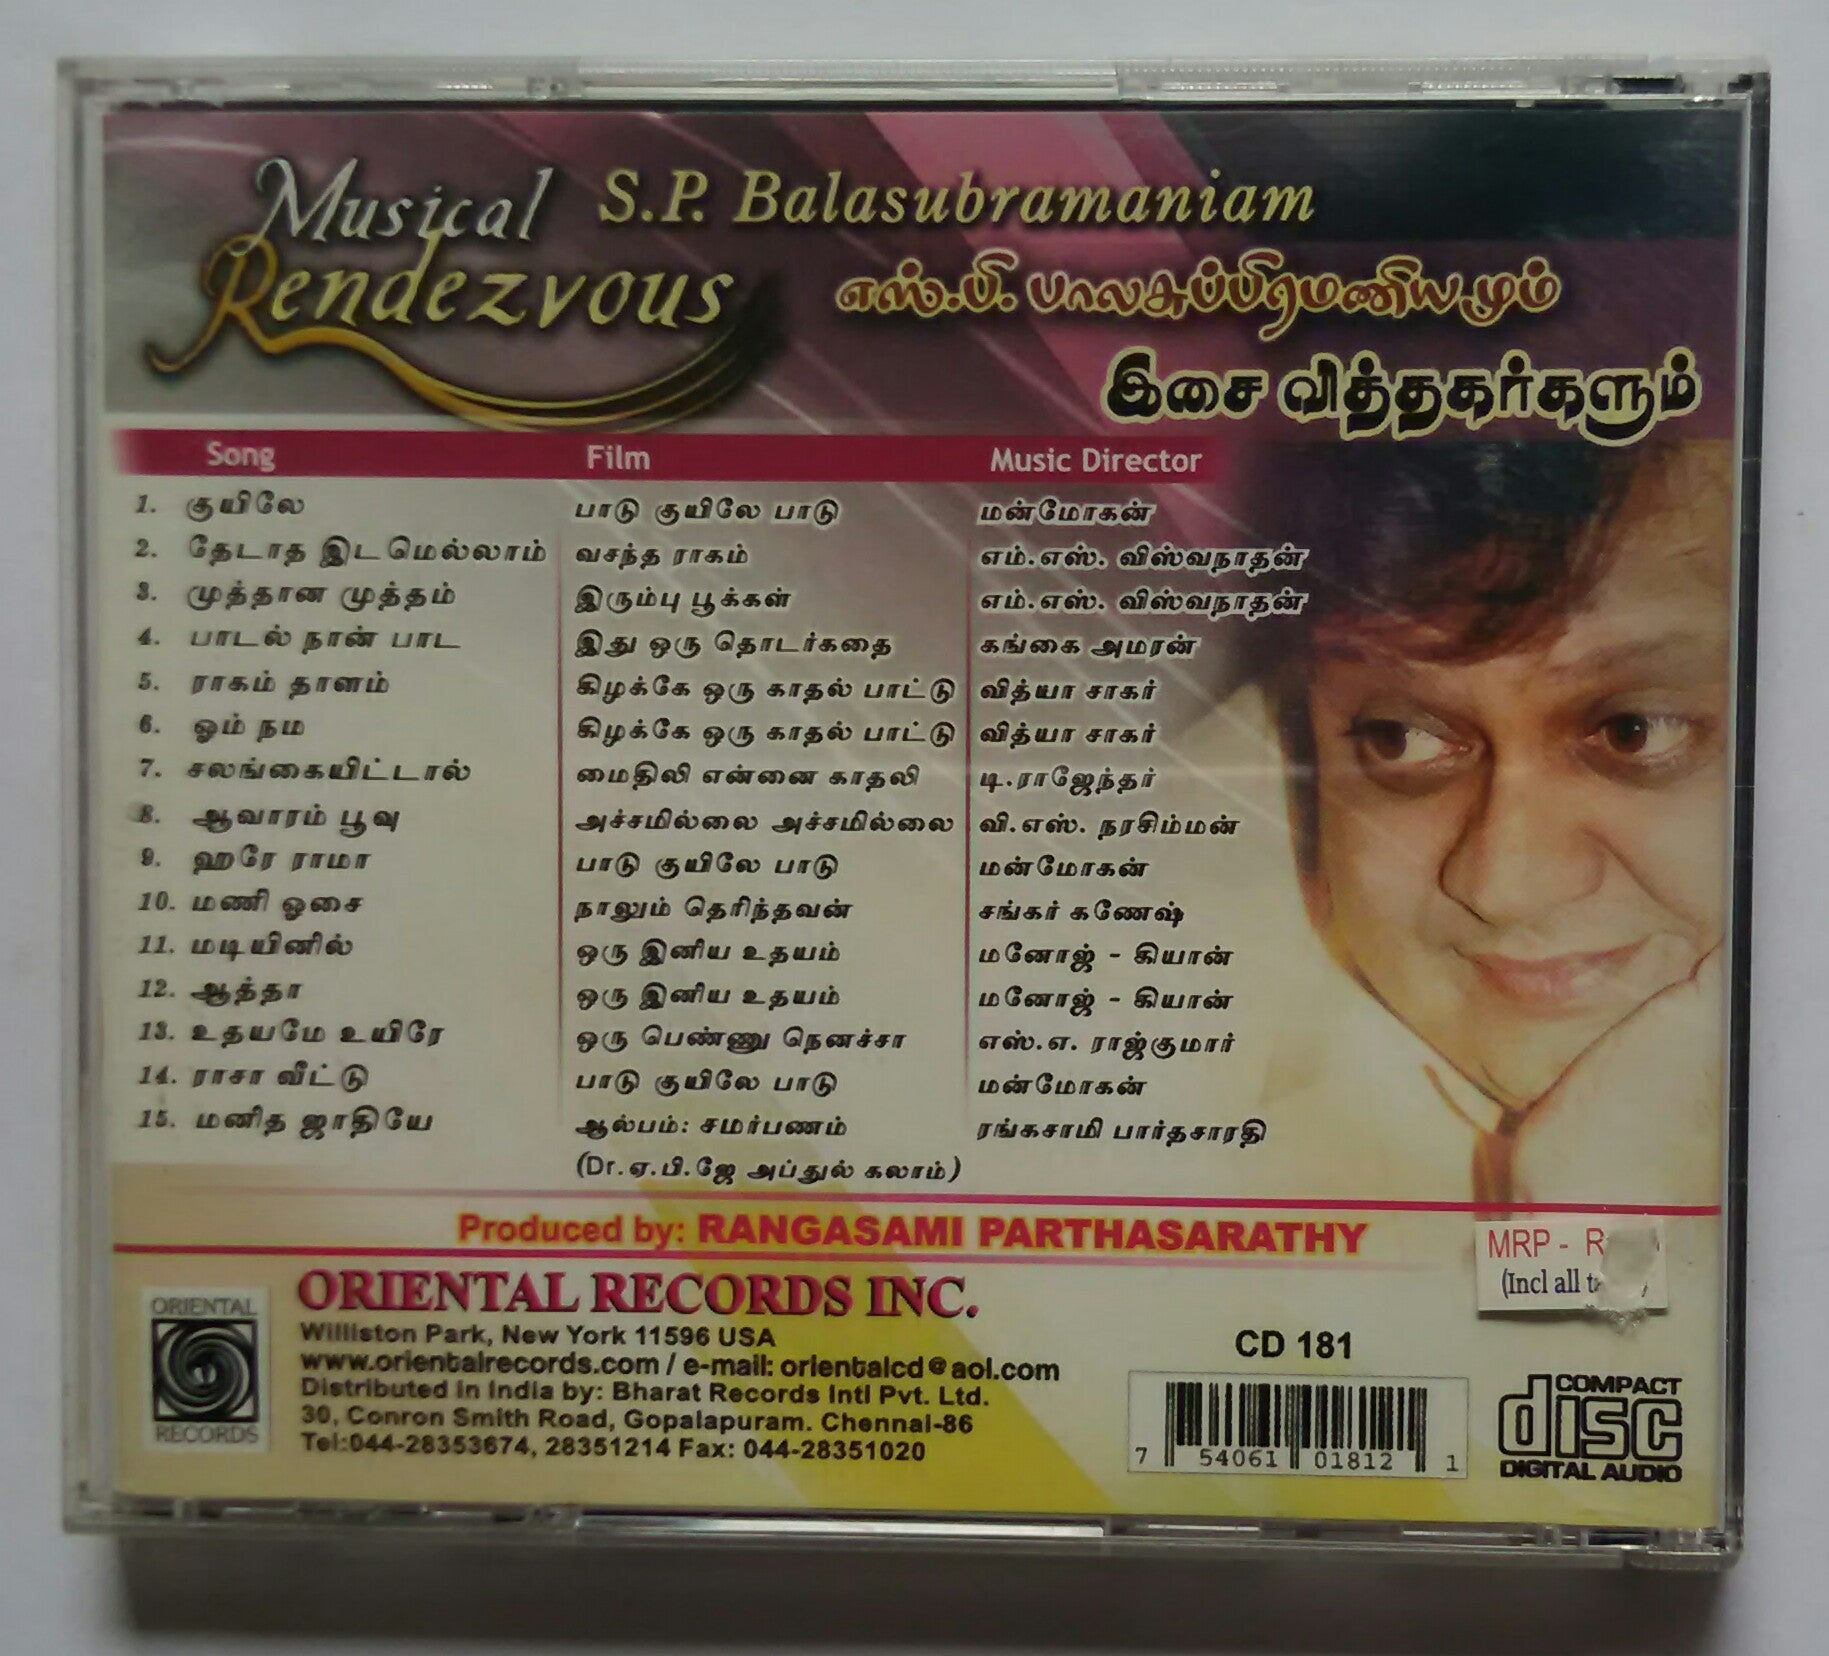 Musical Rendezvous
S.P. Balasubramaniam
எஸ்.பி. பாலசுப்பிரமணியமும்
இசை வித்தகர்களும்
Song Film Music Director
1. குயிலே பாடு குயிலே பாடு மன்மோகன்
2. தேடாத இடமெல்லாம் வசந்த ராகம் எம்.எஸ். விஸ்வநாதன்
3. முத்தான முத்தம் இரும்பு பூக்கள் எம்.எஸ். விஸ்வநாதன்
4. பாடல் நான் பாட இது ஒரு தொடர்கதை கங்கை அமரன்
5. ராகம் தாளம் கிழக்கே ஒரு காதல் பாட்டு வித்யா சாகர்
6. ஓம் நம கிழக்கே ஒரு காதல் பாட்டு வித்யா சாகர்
7. சலங்கையிட்டால் மைதிலி என்னை காதலி டி.ராஜேந்தர்
8. ஆவாரம் பூவு அச்சமில்லை அச்சமில்லை வி.எஸ். நரசிம்மன்
9. ஹரே ராமா பாடு குயிலே பாடு மன்மோகன்
10. மணி ஓசை நாலும் தெரிந்தவன் சங்கர் கணேஷ்
11. மடியினில் ஒரு இனிய உதயம் மனோஜ் - கியான்
12. ஆத்தா ஒரு இனிய உதயம் மனோஜ் - கியான்
13. உதயமே உயிரே ஒரு பெண்ணு நெனச்சா எஸ்.ஏ. ராஜ்குமார்
14. ராசா வீட்டு பாடு குயிலே பாடு மன்மோகன்
15. மனித ஜாதியே ஆல்பம்: சமர்பணம் ரங்கசாமி பார்தசாரதி
(Dr.ஏ.பி.ஜே அப்துல் கலாம்)
Produced by: RANGASAMI PARTHASARATHY
MRP - R
(Incl all
ORIENTAL RECORDS
ORIENTAL RECORDS INC.
Williston Park, New York 11596 USA
www.orientalrecords.com / e-mail: orientalcd@aol.com
Distributed in India by: Bharat Records Intl Pvt. Ltd.
30, Conron Smith Road, Gopalapuram. Chennai-86
Tel:044-28353674, 28351214 Fax: 044-28351020
CD 181
7 54061 01812 1
COMPACT
disc
DIGITAL AUDIO